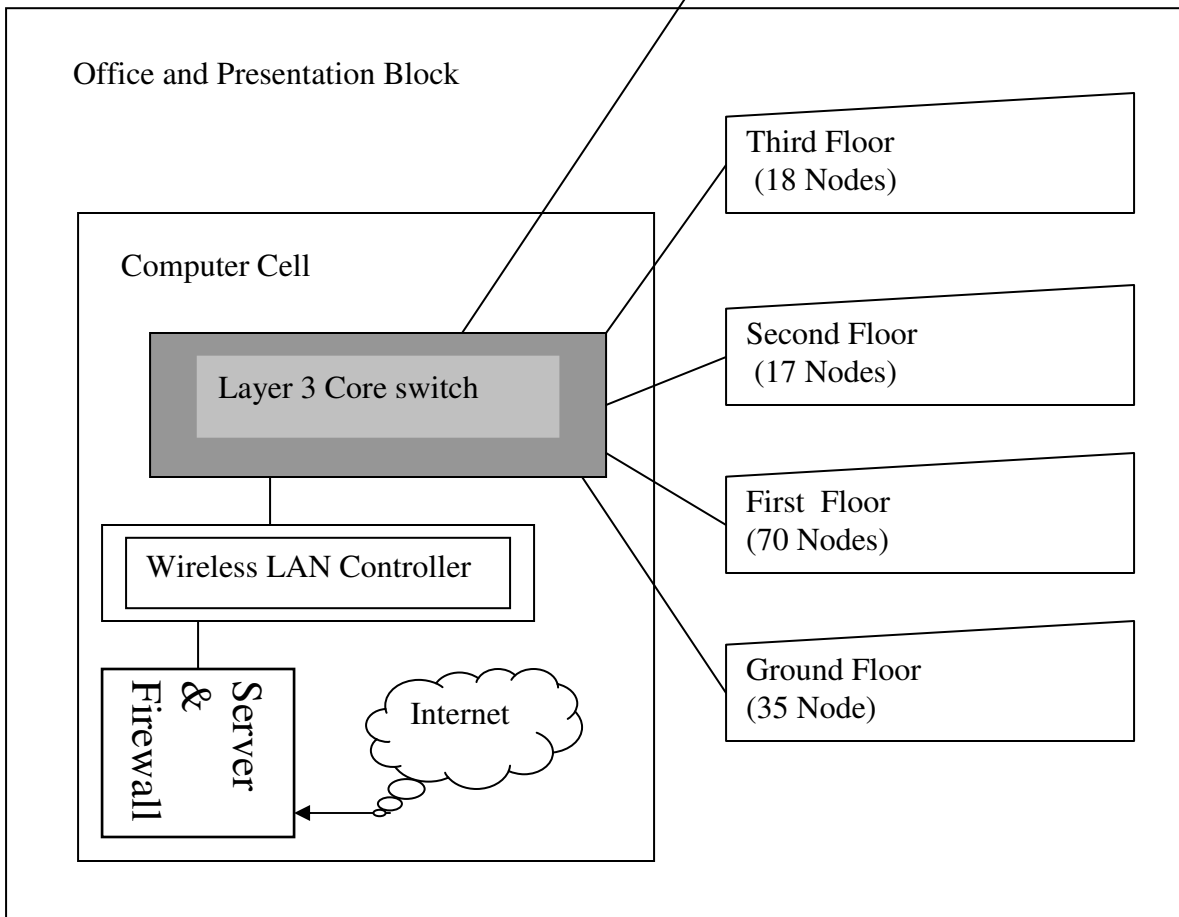 Office and Presentation Block
Third Floor
(18 Nodes)
Computer Cell
Second Floor
(17 Nodes)
Layer 3 Core switch
First Floor
(70 Nodes)
Wireless LAN Controller
Ground Floor
(35 Node)
Server
&
Firewall
Internet